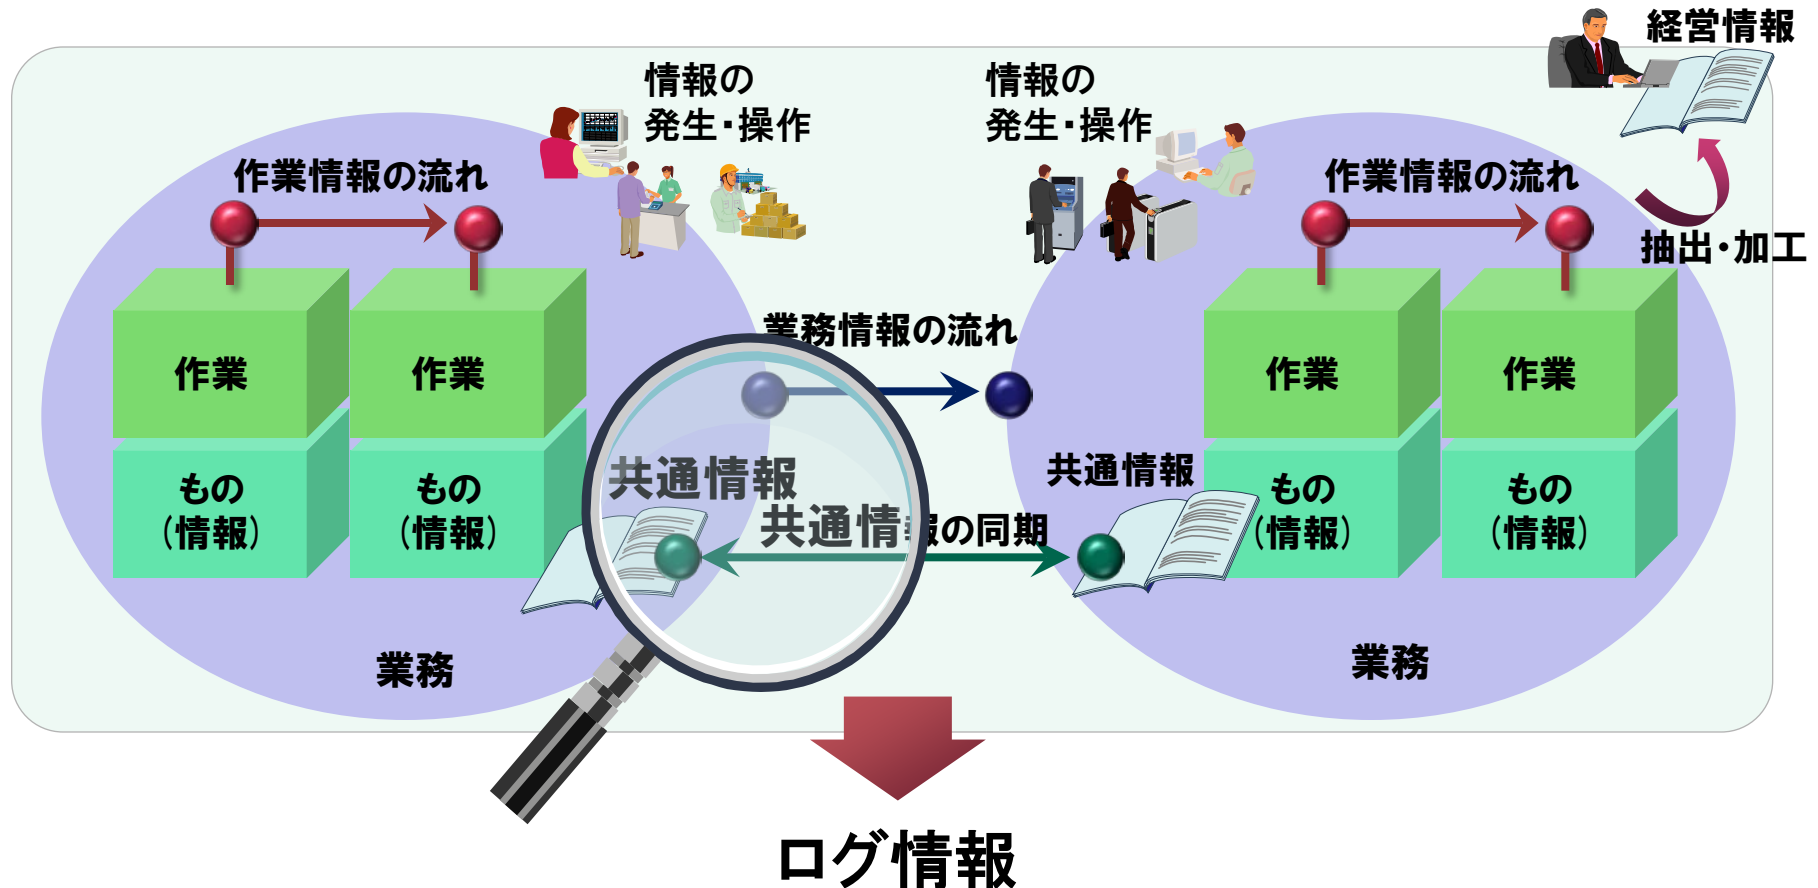 経営情報
情報の
発生・操作
情報の
発生・操作
作業情報の流れ
作業情報の流れ
抽出・加工
業務情報の流れ
作業
作業
作業
作業
共通情報
共通情報
もの
(情報)
もの
(情報)
もの
(情報)
もの
(情報)
共通情報の同期
業務
業務
ログ情報